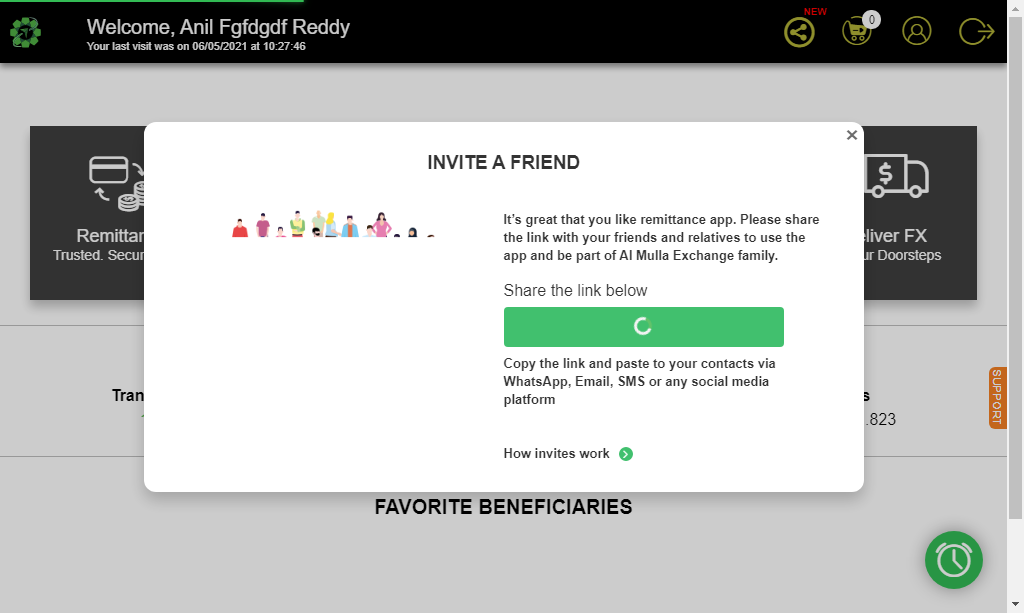 Welcome, Anil Fgfdgdf Reddy
Your last visit was on 06/05/2021 at 10:27:46
NEW
0
INVITE A FRIEND
It's great that you like remittance app. Please share
the link with your friends and relatives to use the
app and be part of Al Mulla Exchange family.
Share the link below
Copy the link and paste to your contacts via
WhatsApp, Email, SMS or any social media
platform
How invites work
Remittan
Trusted. Secur
liver FX
ur Doorsteps
Tran
s
.823
SUPPORT
FAVORITE BENEFICIARIES